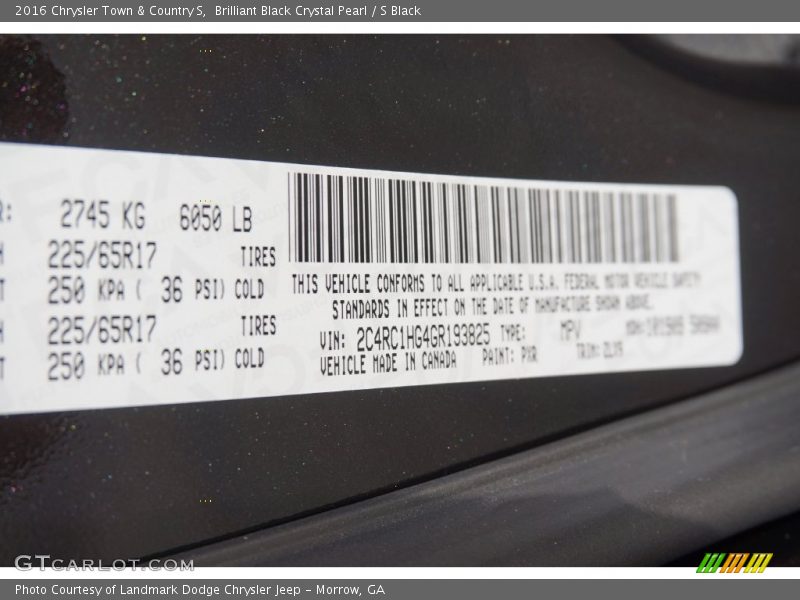 2016 Chrysler Town & Country S, Brilliant Black Crystal Pearl / S Black
2745 KG 6050 LB
225/65R17 TIRES
250 KPA ( 36 PSI) COLD
225/65R17 TIRES
250 KPA ( 36 PSI) COLD
THIS VEHICLE CONFORMS TO ALL APPLICABLE U.S.A. FEDERAL MOTOR VEHICLE SAFETY
STANDARDS IN EFFECT ON THE DATE OF MANUFACTURE SHOWN ABOVE.
VIN: 2C4RC1HG4GR193825 TYPE: MPV
VEHICLE MADE IN CANADA PAINT: PXR TRIM:
GTCARLOT.COM
Photo Courtesy of Landmark Dodge Chrysler Jeep – Morrow, GA